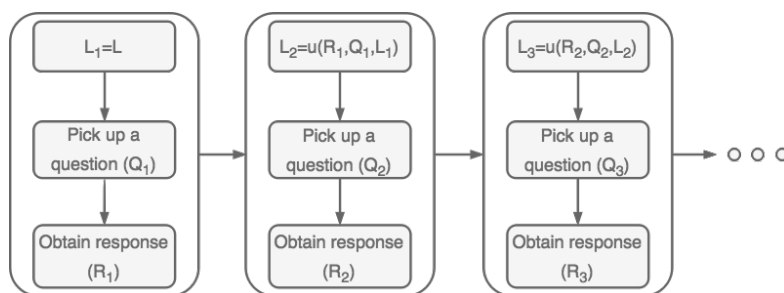 L₁=L
Pick up a
question (Q₁)
Obtain response
(R₁)
L₂=u(R₁,Q₁,L₁)
Pick up a
question (Q₂)
Obtain response
(R₂)
L₃=u(R₂,Q₂,L₂)
Pick up a
question (Q₃)
Obtain response
(R₃)